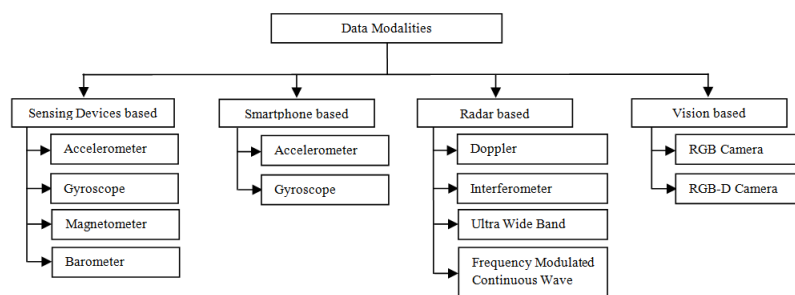 Data Modalities
Sensing Devices based
Accelerometer
Gyroscope
Magnetometer
Barometer
Smartphone based
Accelerometer
Gyroscope
Radar based
Doppler
Interferometer
Ultra Wide Band
Frequency Modulated
Continuous Wave
Vision based
RGB Camera
RGB-D Camera